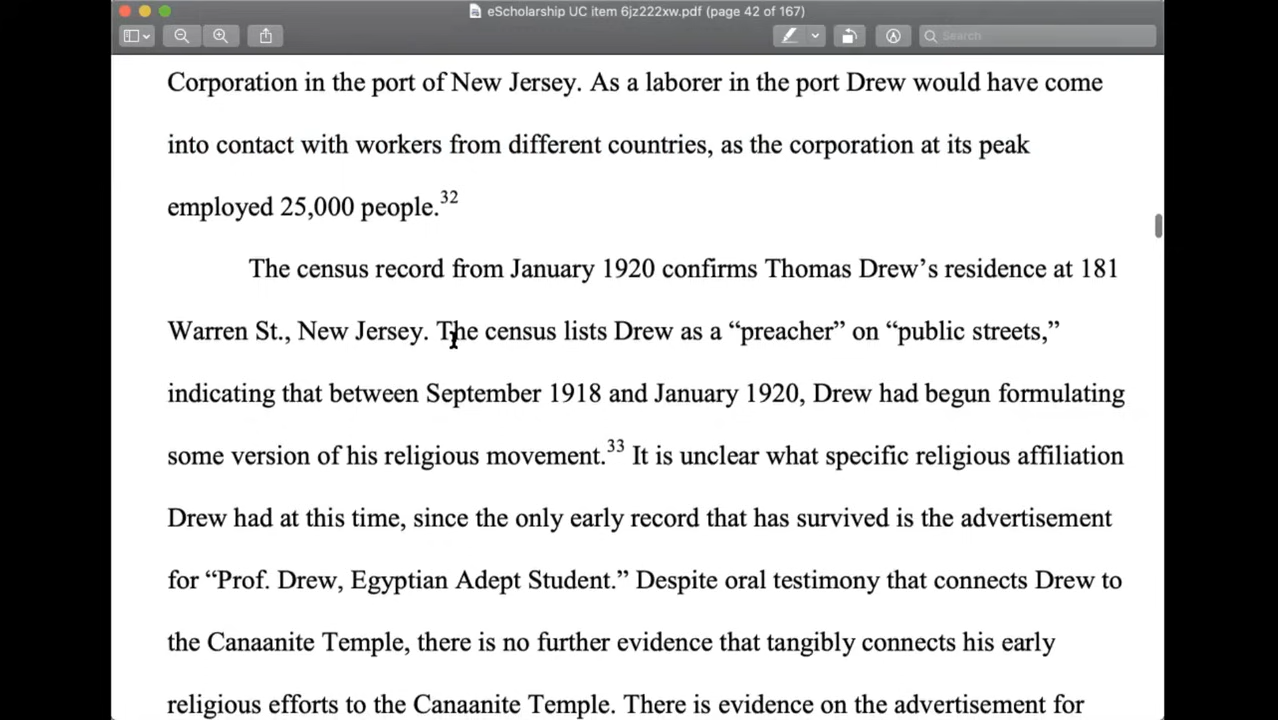 eScholarship UC item 6jz222xw.pdf (page 42 of 167)
Search
Corporation in the port of New Jersey. As a laborer in the port Drew would have come
into contact with workers from different countries, as the corporation at its peak
employed 25,000 people.32
The census record from January 1920 confirms Thomas Drew’s residence at 181
Warren St., New Jersey. The census lists Drew as a “preacher” on “public streets,”
indicating that between September 1918 and January 1920, Drew had begun formulating
some version of his religious movement.33 It is unclear what specific religious affiliation
Drew had at this time, since the only early record that has survived is the advertisement
for “Prof. Drew, Egyptian Adept Student.” Despite oral testimony that connects Drew to
the Canaanite Temple, there is no further evidence that tangibly connects his early
religious efforts to the Canaanite Temple. There is evidence on the advertisement for